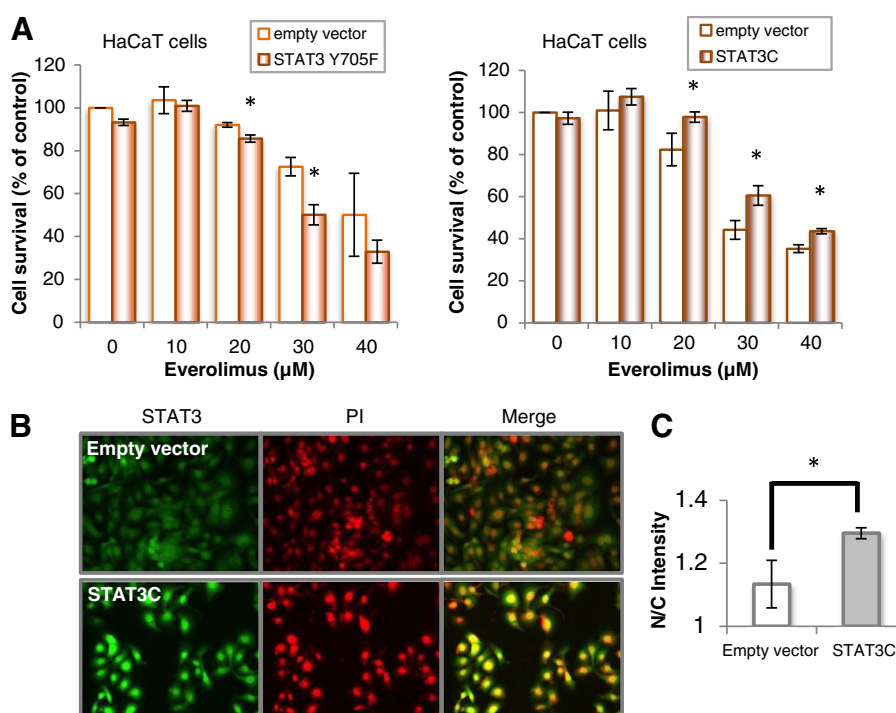 A
HaCaT cells
empty vector
STAT3 Y705F
Cell survival (% of control)
120
100
80
60
40
20
0
*
*
0 10 20 30 40
Everolimus (µM)
HaCaT cells
empty vector
STAT3C
Cell survival (% of control)
120
100
80
60
40
20
0
*
*
*
0 10 20 30 40
Everolimus (µM)
B
STAT3 PI Merge
Empty vector
STAT3C
C
*
N/C Intensity
1.4
1.2
1
Empty vector STAT3C